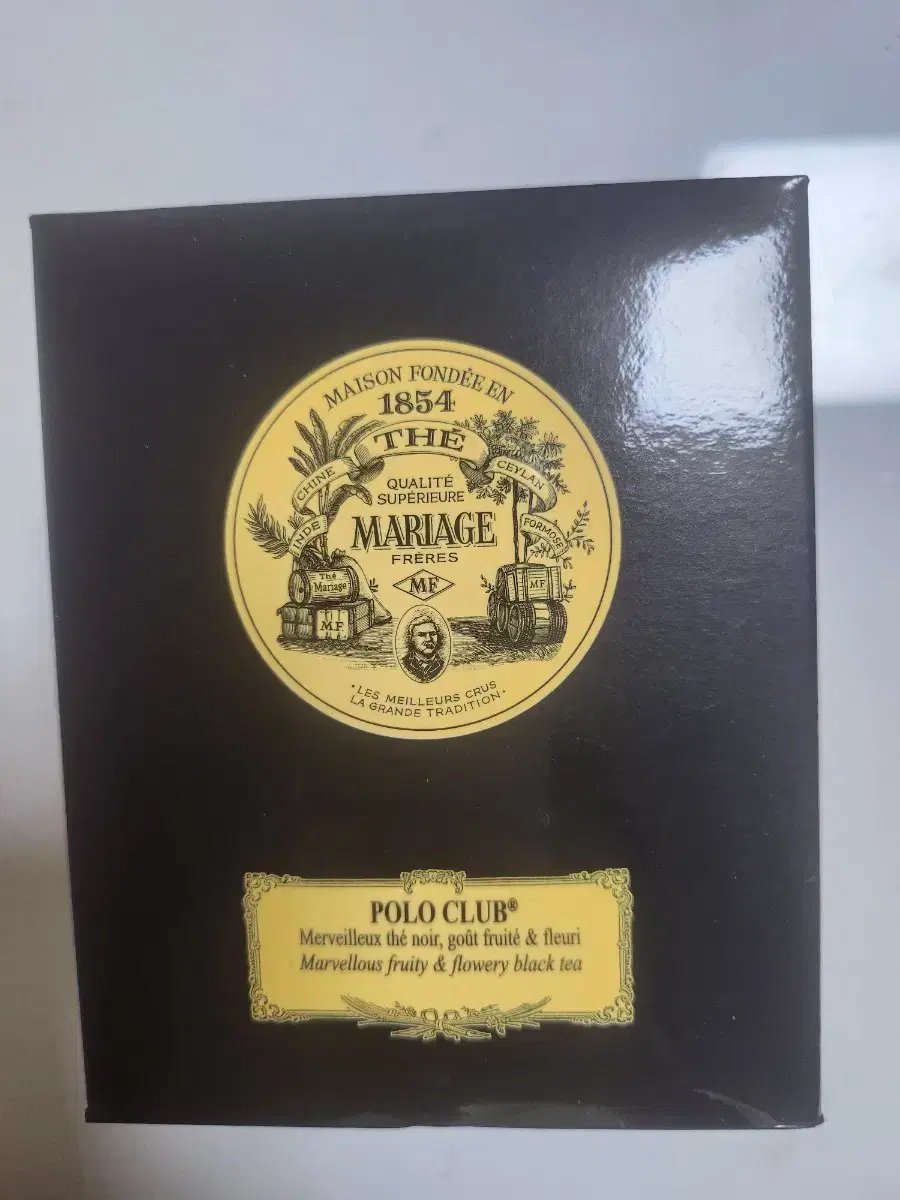 MAISON FONDÉE EN
1854
THÉ
CHINE
CEYLAN
INDE
FORMOSE
QUALITÉ
SUPÉRIEURE
MARIAGE
FRÈRES
MF
Thé
Mariage
M.F
MF
• LES MEILLEURS CRUS
LA GRANDE TRADITION •
POLO CLUB®
Merveilleux thé noir, goût fruité & fleuri
Marvellous fruity & flowery black tea